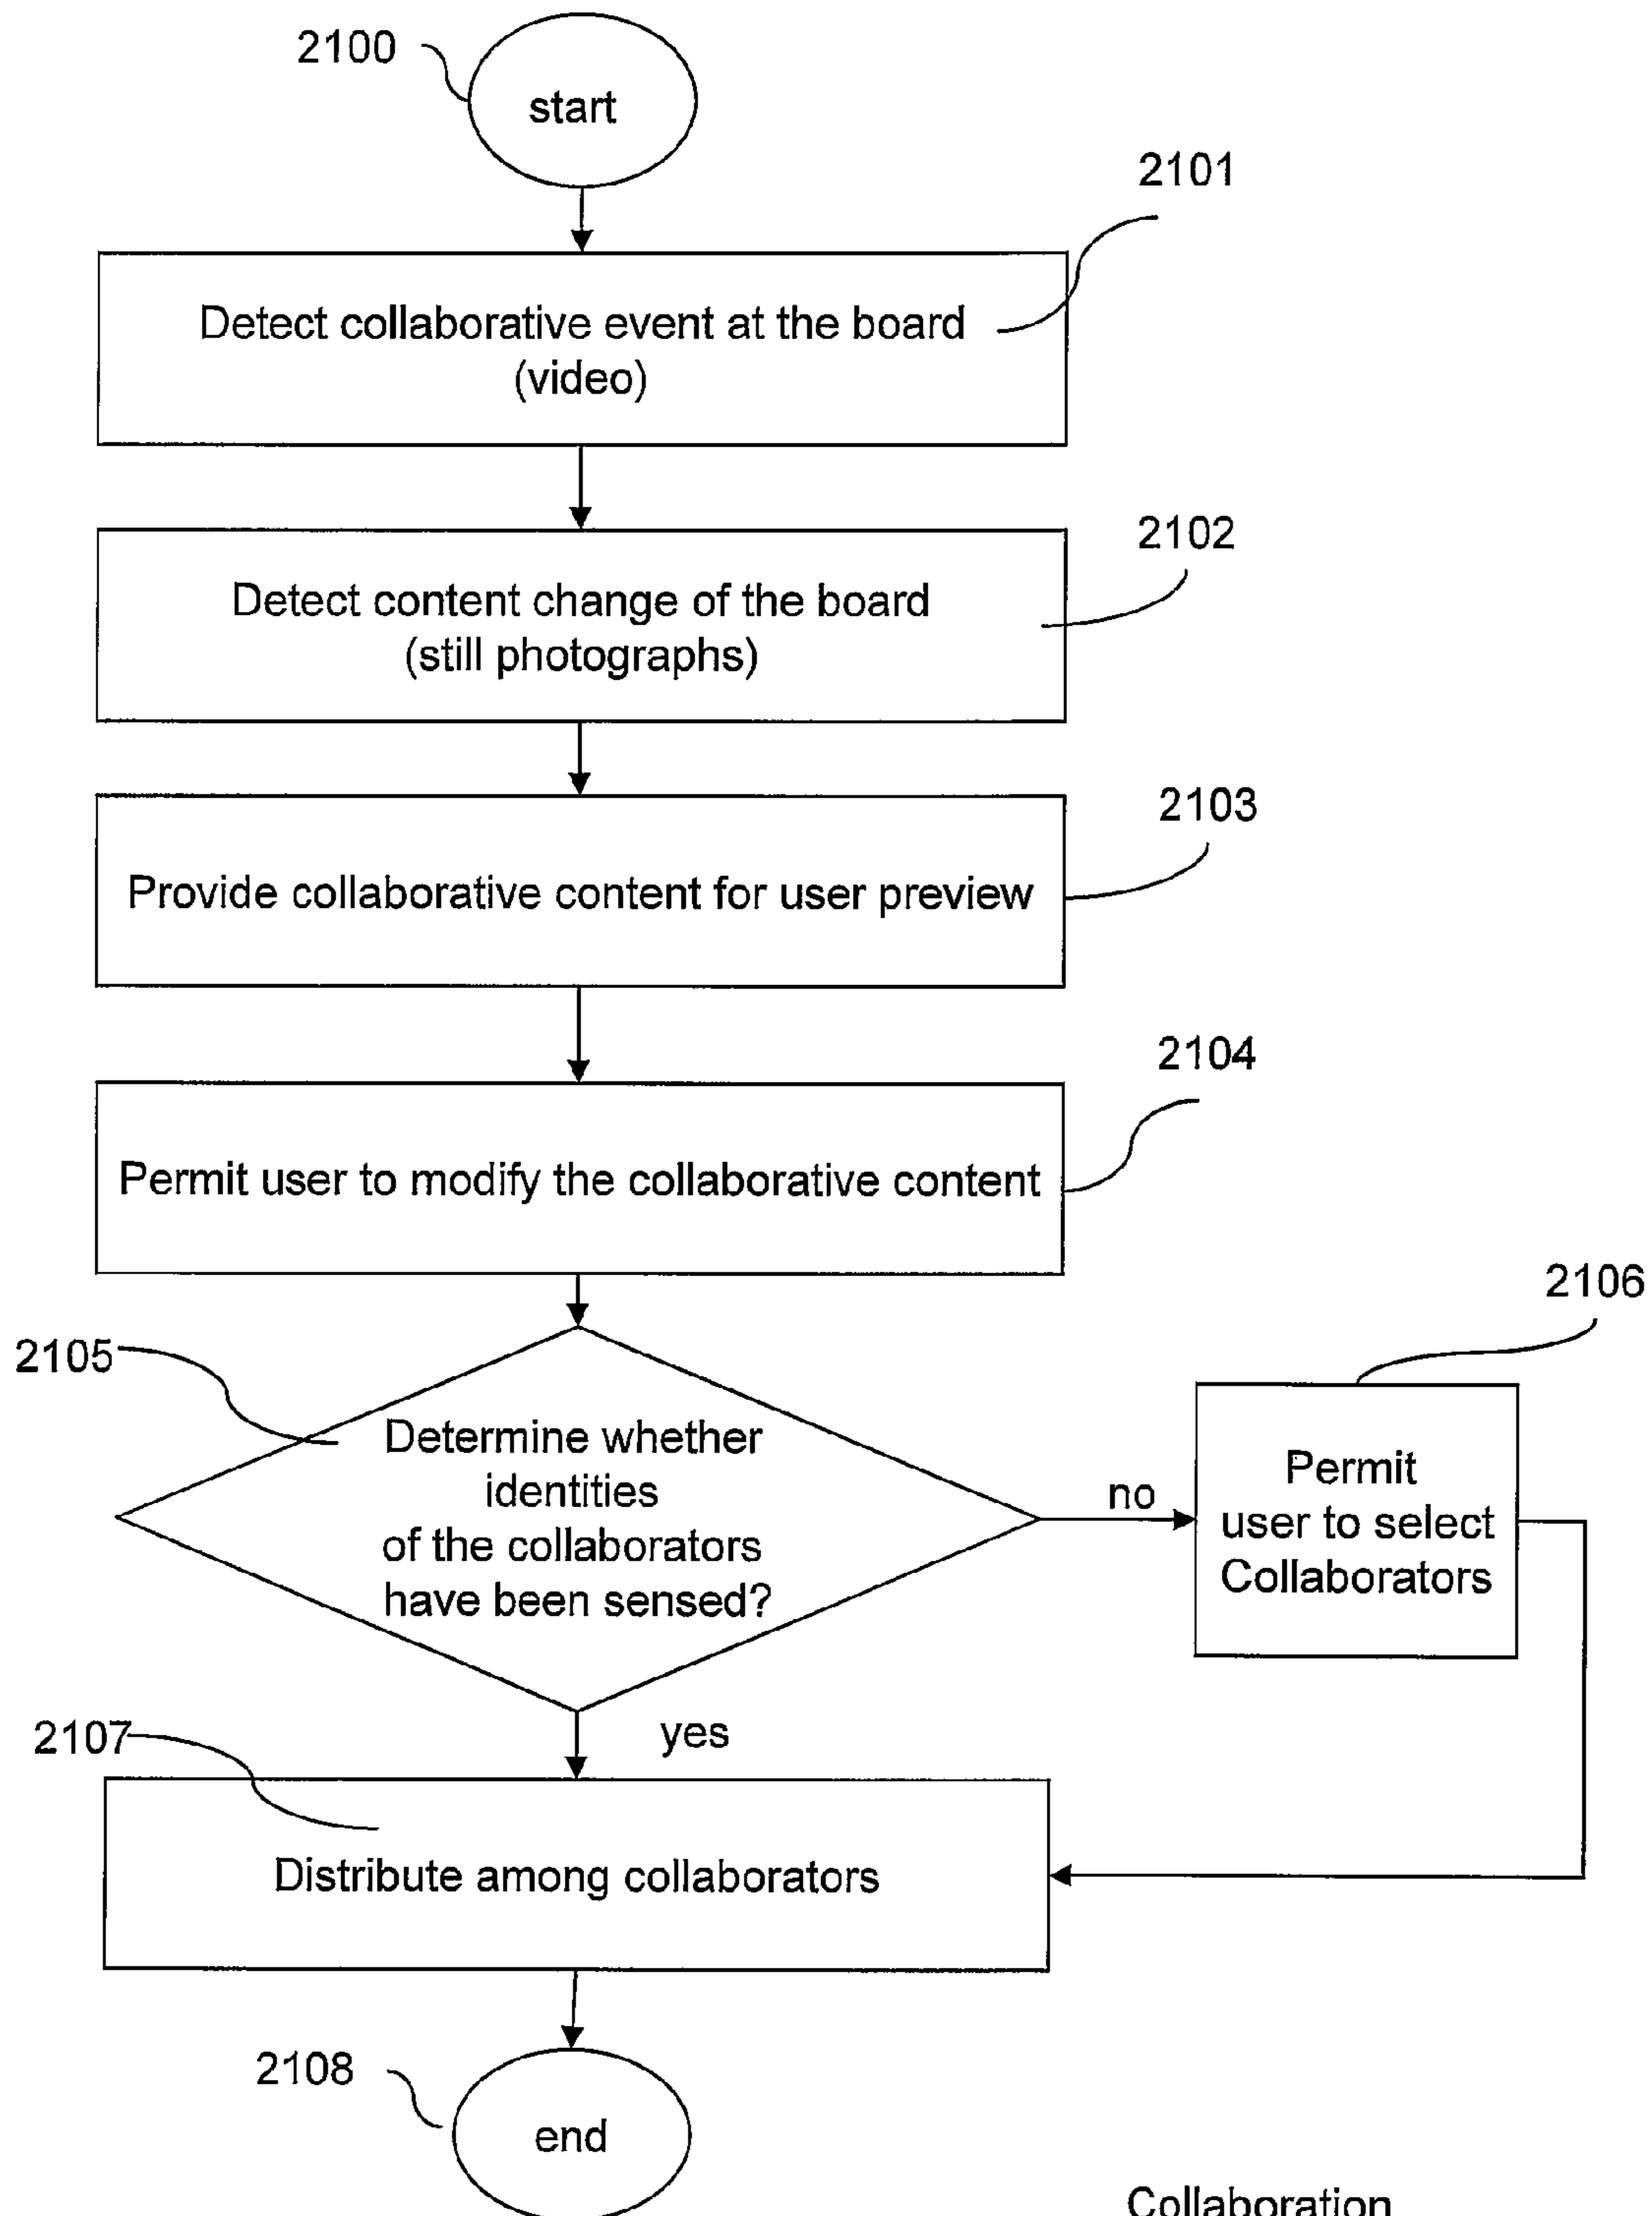 2100
start
2101
Detect collaborative event at the board
(video)
2102
Detect content change of the board
(still photographs)
2103
Provide collaborative content for user preview
2104
Permit user to modify the collaborative content
2105
2106
Determine whether
identities
of the collaborators
have been sensed?
no
Permit
user to select
Collaborators
yes
2107
Distribute among collaborators
2108
end
Collaboration